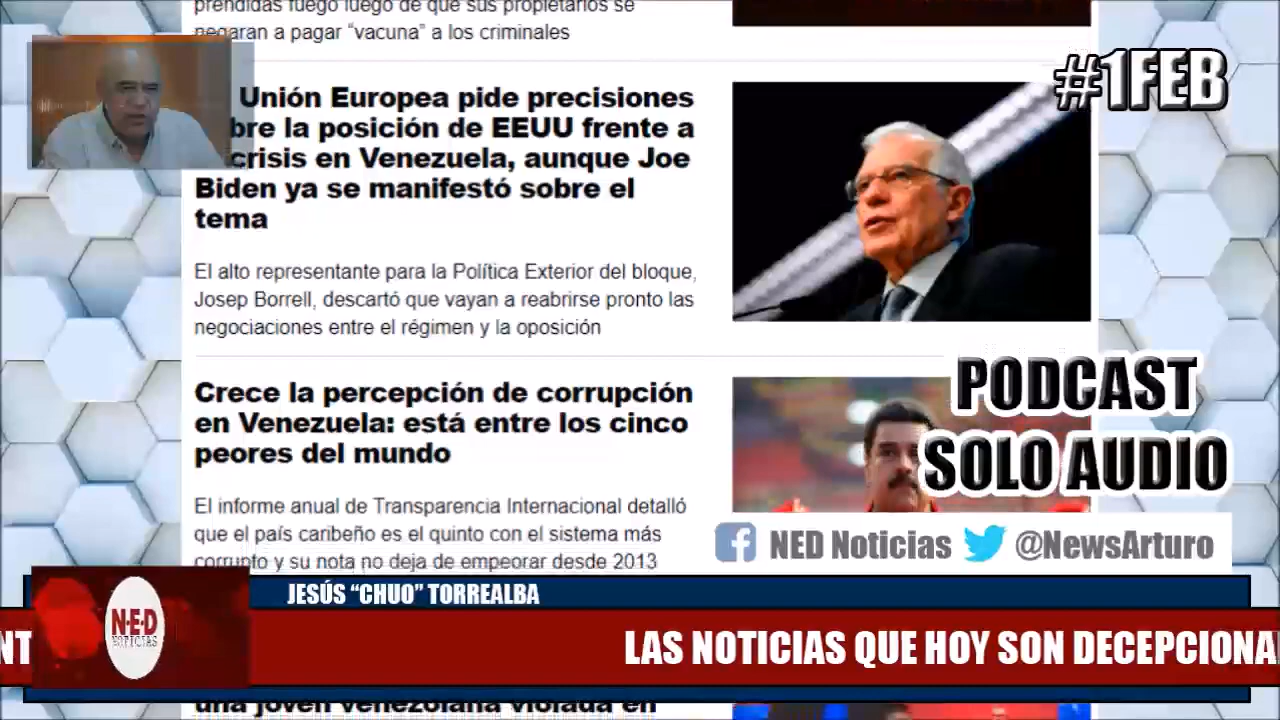 prendidas fuego luego de que sus propietarios se
negaran a pagar “vacuna” a los criminales
#1FEB
Unión Europea pide precisiones
bre la posición de EEUU frente a
crisis en Venezuela, aunque Joe
Biden ya se manifestó sobre el
tema
El alto representante para la Política Exterior del bloque,
Josep Borrell, descartó que vayan a reabrirse pronto las
negociaciones entre el régimen y la oposición
PODCAST
SOLO AUDIO
Crece la percepción de corrupción
en Venezuela: está entre los cinco
peores del mundo
El informe anual de Transparencia Internacional detalló
que el país caribeño es el quinto con el sistema más
corrupto y su nota no deja de empeorar desde 2013
NED Noticias @NewsArturo
JESÚS “CHUO” TORREALBA
N-E-D
NOTICIAS
NT
LAS NOTICIAS QUE HOY SON DECEPCIONA
una joven venezolana violada en